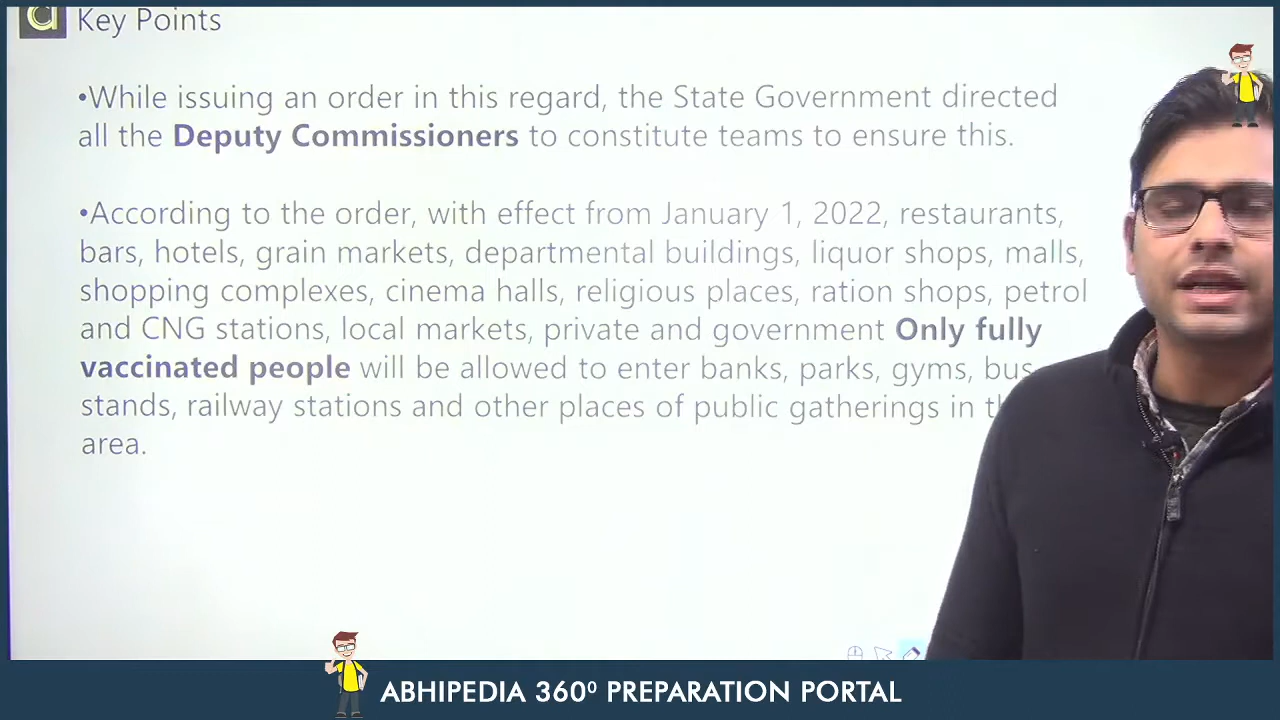 a Key Points
•While issuing an order in this regard, the State Government directed
all the Deputy Commissioners to constitute teams to ensure this.
•According to the order, with effect from January 1, 2022, restaurants,
bars, hotels, grain markets, departmental buildings, liquor shops, malls,
shopping complexes, cinema halls, religious places, ration shops, petrol
and CNG stations, local markets, private and government Only fully
vaccinated people will be allowed to enter banks, parks, gyms, bus
stands, railway stations and other places of public gatherings in
area.
ABHIPEDIA 360⁰ PREPARATION PORTAL